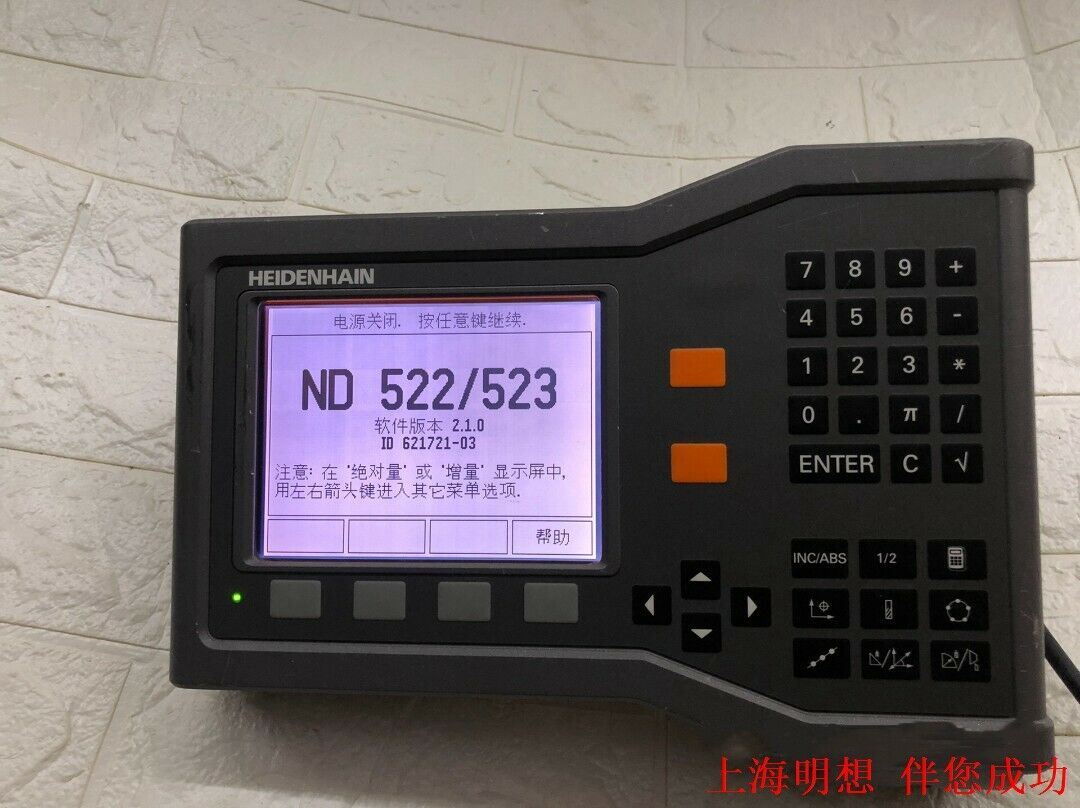 HEIDENHAIN
电源关闭. 按任意键继续.
ND 522/523
软件版本 2.1.0
ID 621721-03
注意: 在 '绝对量' 或 '增量' 显示屏中,
用左右箭头键进入其它菜单选项.
帮助
7 8 9 +
4 5 6 -
1 2 3 *
0 . π /
ENTER C √
INC/ABS 1/2
上海明想 伴您成功